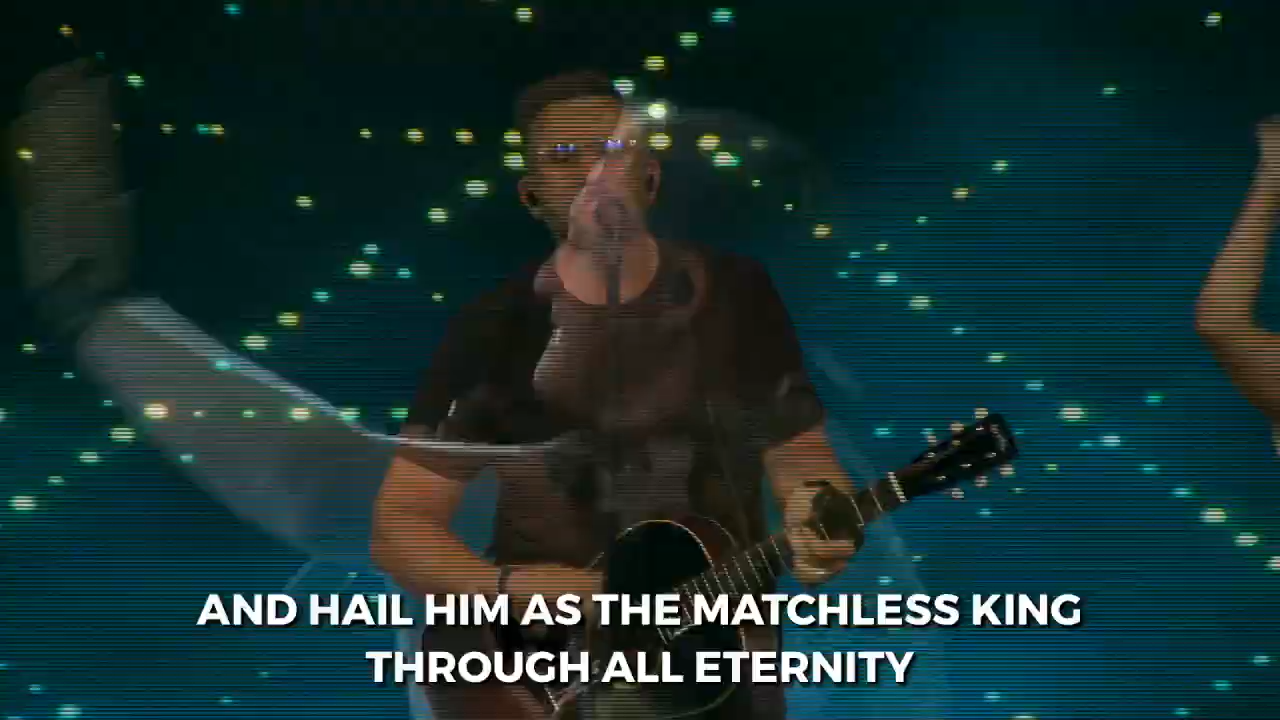 AND HAIL HIM AS THE MATCHLESS KING
THROUGH ALL ETERNITY